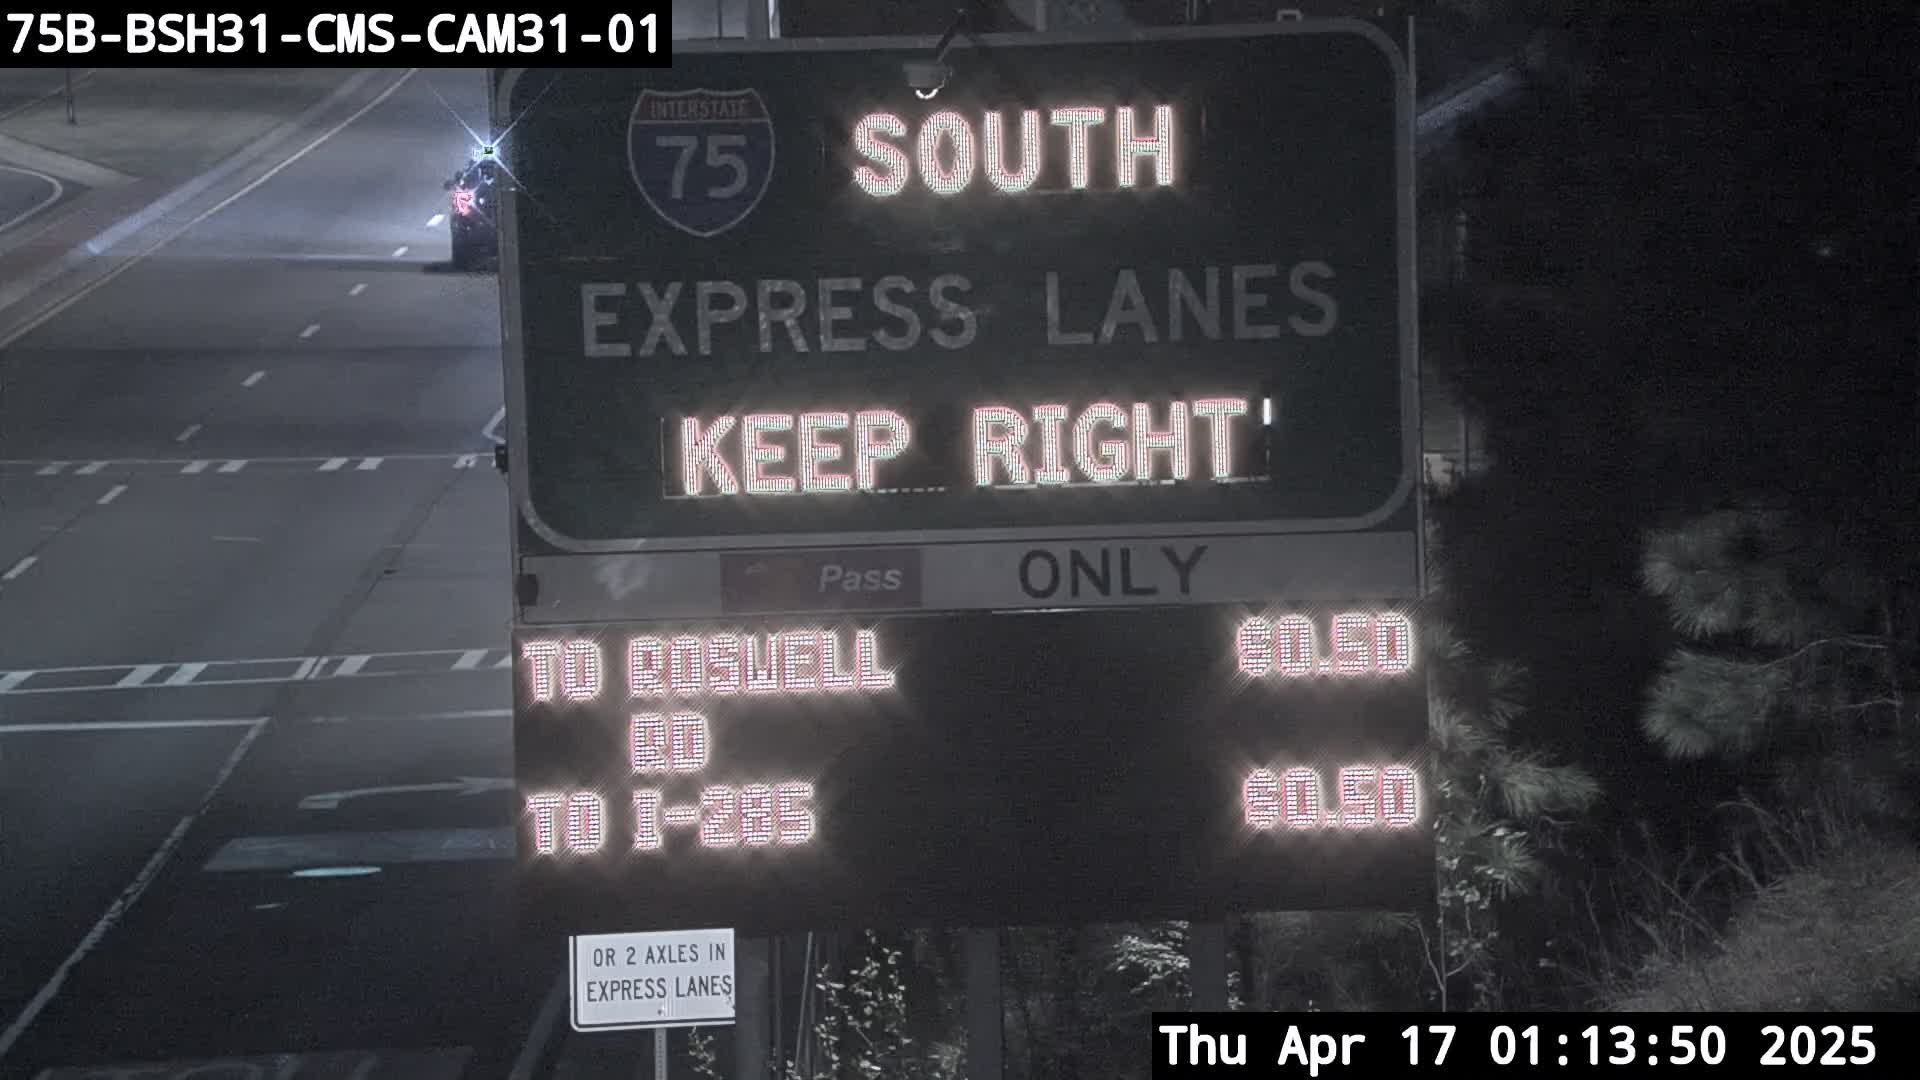 75B-BSH31-CMS-CAM31-01
INTERSTATE
75
SOUTH
EXPRESS LANES
KEEP RIGHT
Pass ONLY
TO ROSWELL $0.50
RD
TO I-285 $0.50
OR 2 AXLES IN
EXPRESS LANES
Thu Apr 17 01:13:50 2025